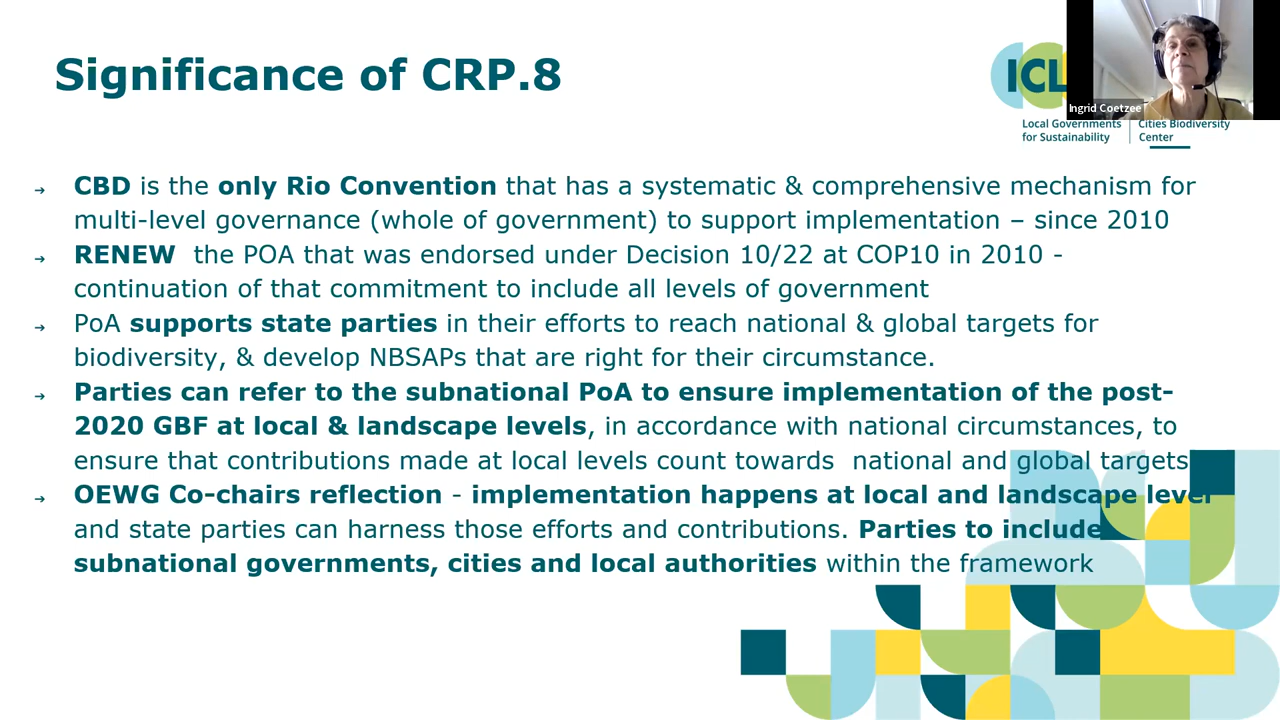 Significance of CRP.8
ICL
Ingrid Coetzee
Local Governments
for Sustainability
Cities Biodiversity
Center
→ CBD is the only Rio Convention that has a systematic & comprehensive mechanism for
multi-level governance (whole of government) to support implementation – since 2010
→ RENEW the POA that was endorsed under Decision 10/22 at COP10 in 2010 -
continuation of that commitment to include all levels of government
→ PoA supports state parties in their efforts to reach national & global targets for
biodiversity, & develop NBSAPs that are right for their circumstance.
→ Parties can refer to the subnational PoA to ensure implementation of the post-
2020 GBF at local & landscape levels, in accordance with national circumstances, to
ensure that contributions made at local levels count towards national and global targets
→ OEWG Co-chairs reflection - implementation happens at local and landscape level
and state parties can harness those efforts and contributions. Parties to include
subnational governments, cities and local authorities within the framework